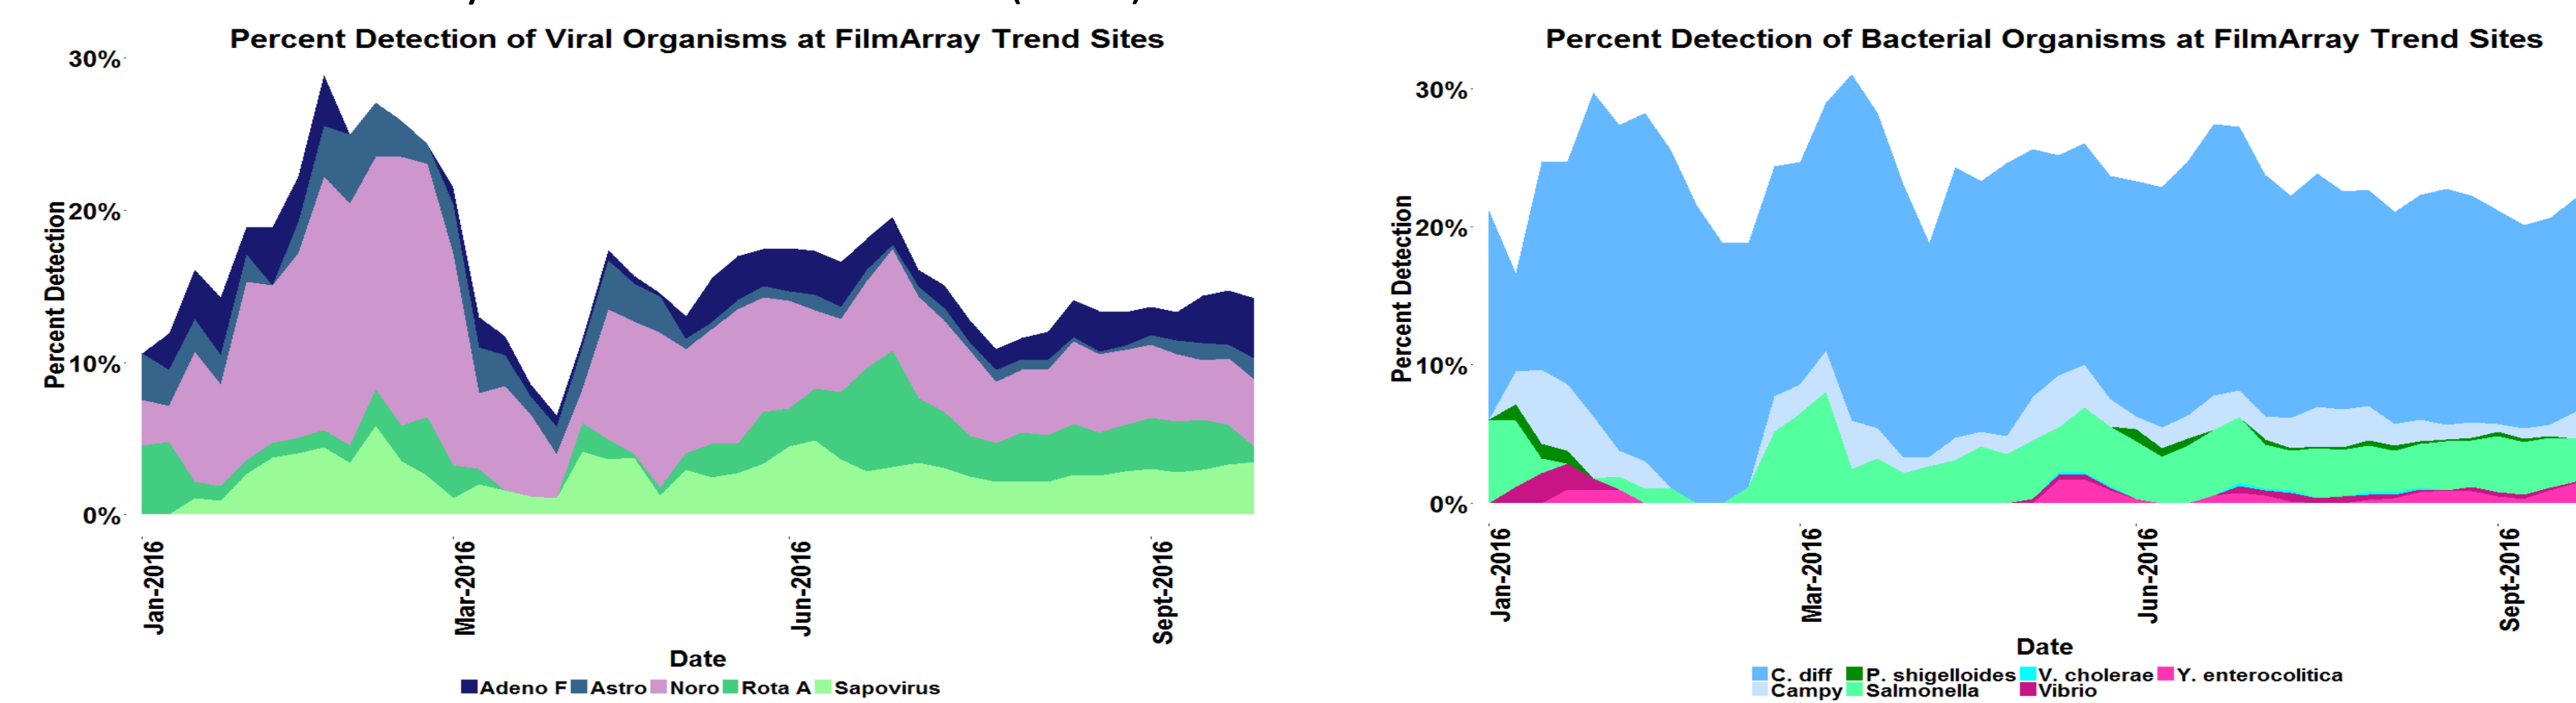 Percent Detection of Viral Organisms at FilmArray Trend Sites
30%
20%
10%
0%
Percent Detection
Jan-2016
Mar-2016
Jun-2016
Sept-2016
Date
Adeno F Astro Noro Rota A Sapovirus
Percent Detection of Bacterial Organisms at FilmArray Trend Sites
30%
20%
10%
0%
Percent Detection
Jan-2016
Mar-2016
Jun-2016
Sept-2016
Date
C. diff P. shigelloides V. cholerae Y. enterocolitica
Campy Salmonella Vibrio